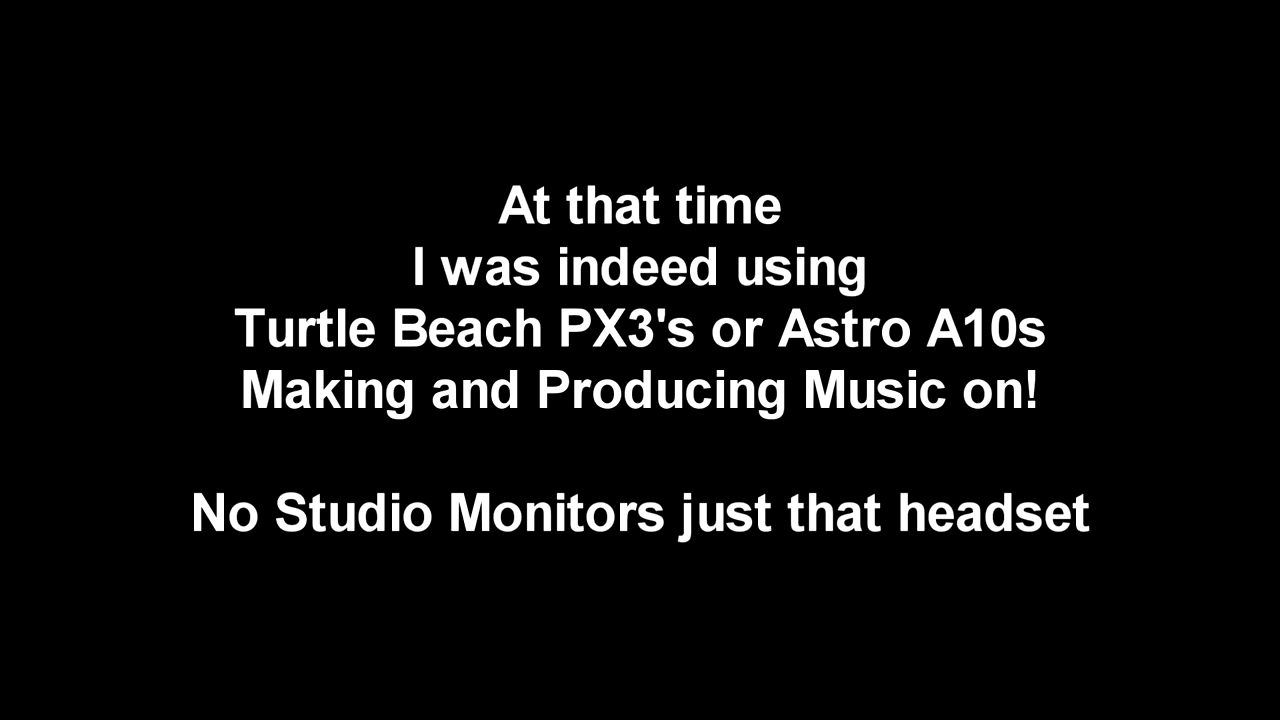 At that time
I was indeed using
Turtle Beach PX3's or Astro A10s
Making and Producing Music on!
No Studio Monitors just that headset